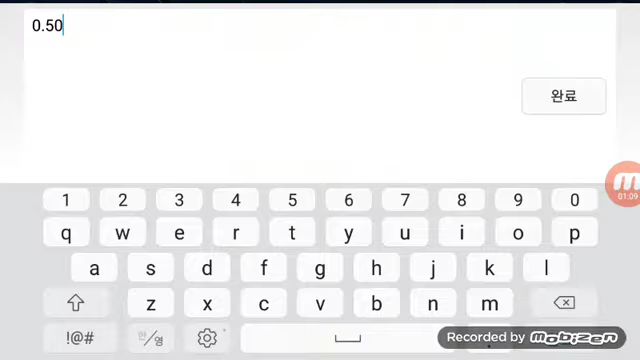 0.50
완료
01:09
1 2 3 4 5 6 7 8 9 0
q w e r t y u i o p
a s d f g h j k l
z x c v b n m
!@# 한/영
Recorded by mobizen